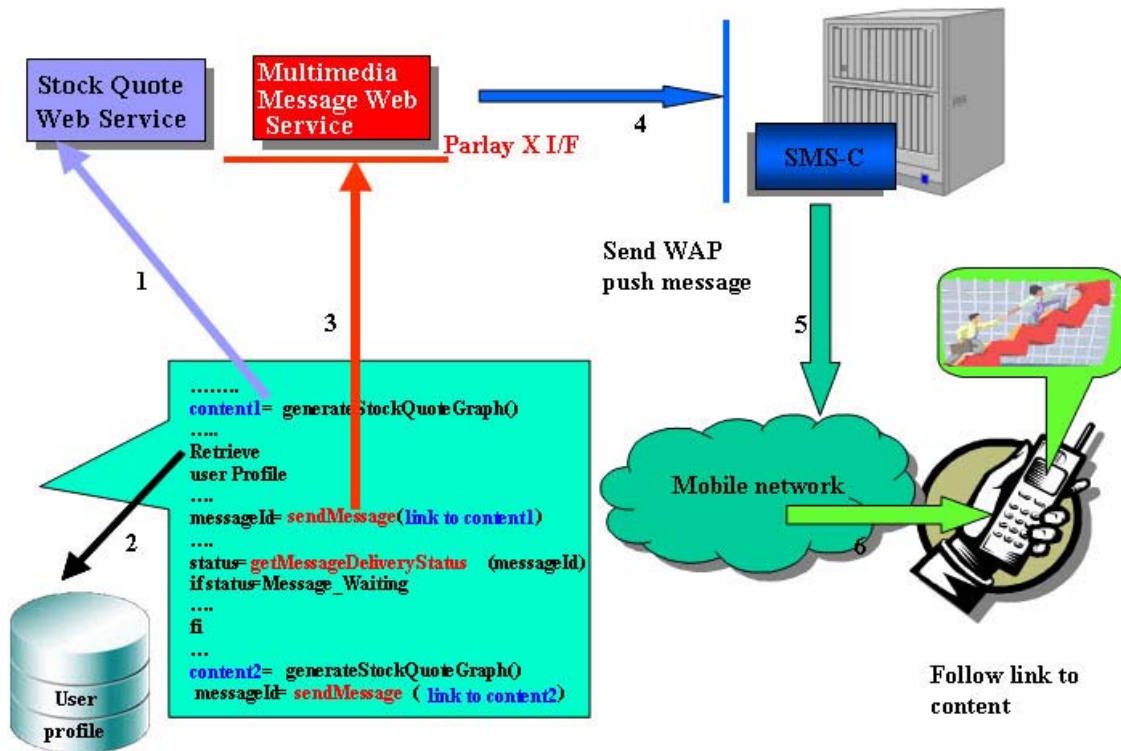 Stock Quote
Web Service
Multimedia
Message Web
Service
Parlay X I/F
4
SMS-C
1
3
Send WAP
push message
5
........
content1= generateStockQuoteGraph()
.....
Retrieve
user Profile
....
messageId= sendMessage(link to content1)
....
status= getMessageDeliveryStatus (messageId)
if status=Message_Waiting
....
fi
...
content2= generateStockQuoteGraph()
messageId= sendMessage ( link to content2)
2
User
profile
Mobile network
6
Follow link to
content